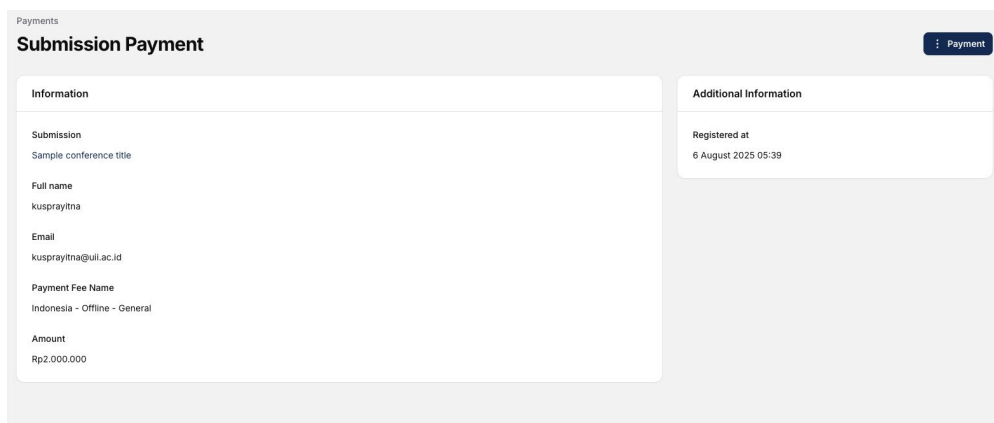 Payments
Submission Payment
Payment
Information
Submission
Sample conference title
Full name
kusprayitna
Email
kusprayitna@uii.ac.id
Payment Fee Name
Indonesia - Offline - General
Amount
Rp2.000.000
Additional Information
Registered at
6 August 2025 05:39